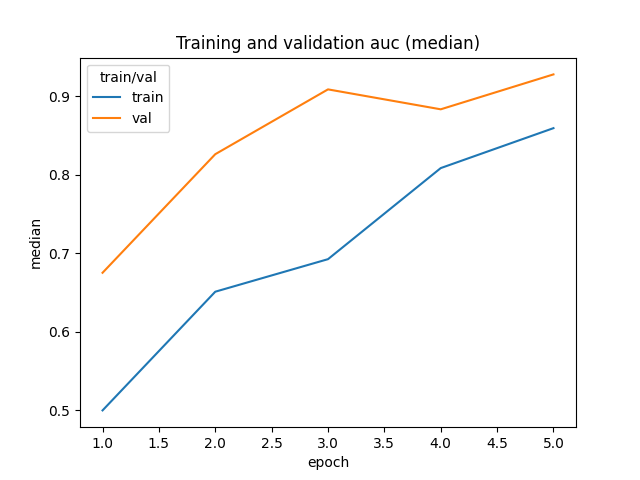 Training and validation auc (median)
train/val
train
val
0.9
0.8
0.7
0.6
0.5
median
1.0 1.5 2.0 2.5 3.0 3.5 4.0 4.5 5.0
epoch